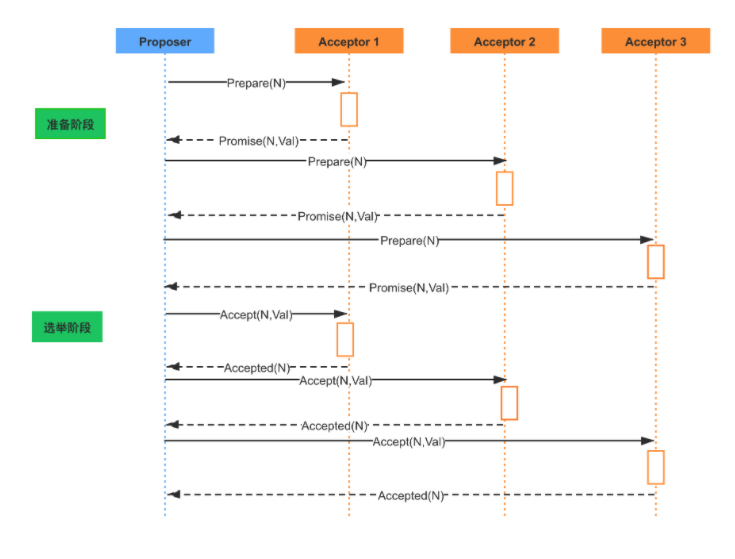 Proposer
Acceptor 1
Acceptor 2
Acceptor 3
Prepare(N)
准备阶段
Promise(N,Val)
Prepare(N)
Promise(N,Val)
Prepare(N)
Promise(N,Val)
Accept(N,Val)
选举阶段
Accepted(N)
Accept(N,Val)
Accepted(N)
Accept(N,Val)
Accepted(N)